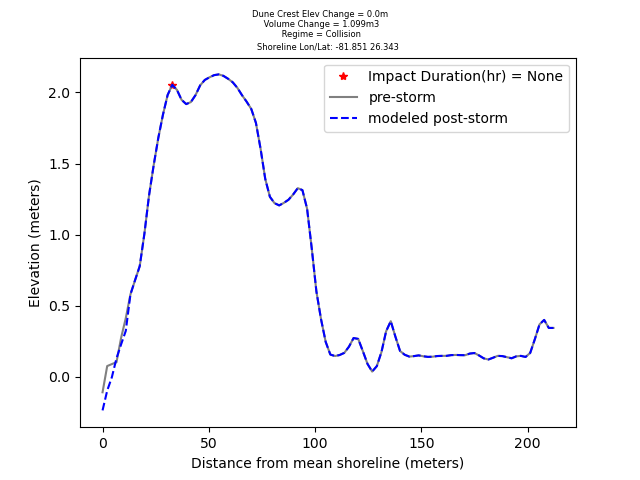 Dune Crest Elev Change = 0.0m
Volume Change = 1.099m3
Regime = Collision
Shoreline Lon/Lat: -81.851 26.343
Impact Duration(hr) = None
pre-storm
modeled post-storm
Elevation (meters)
2.0
1.5
1.0
0.5
0.0
0 50 100 150 200
Distance from mean shoreline (meters)